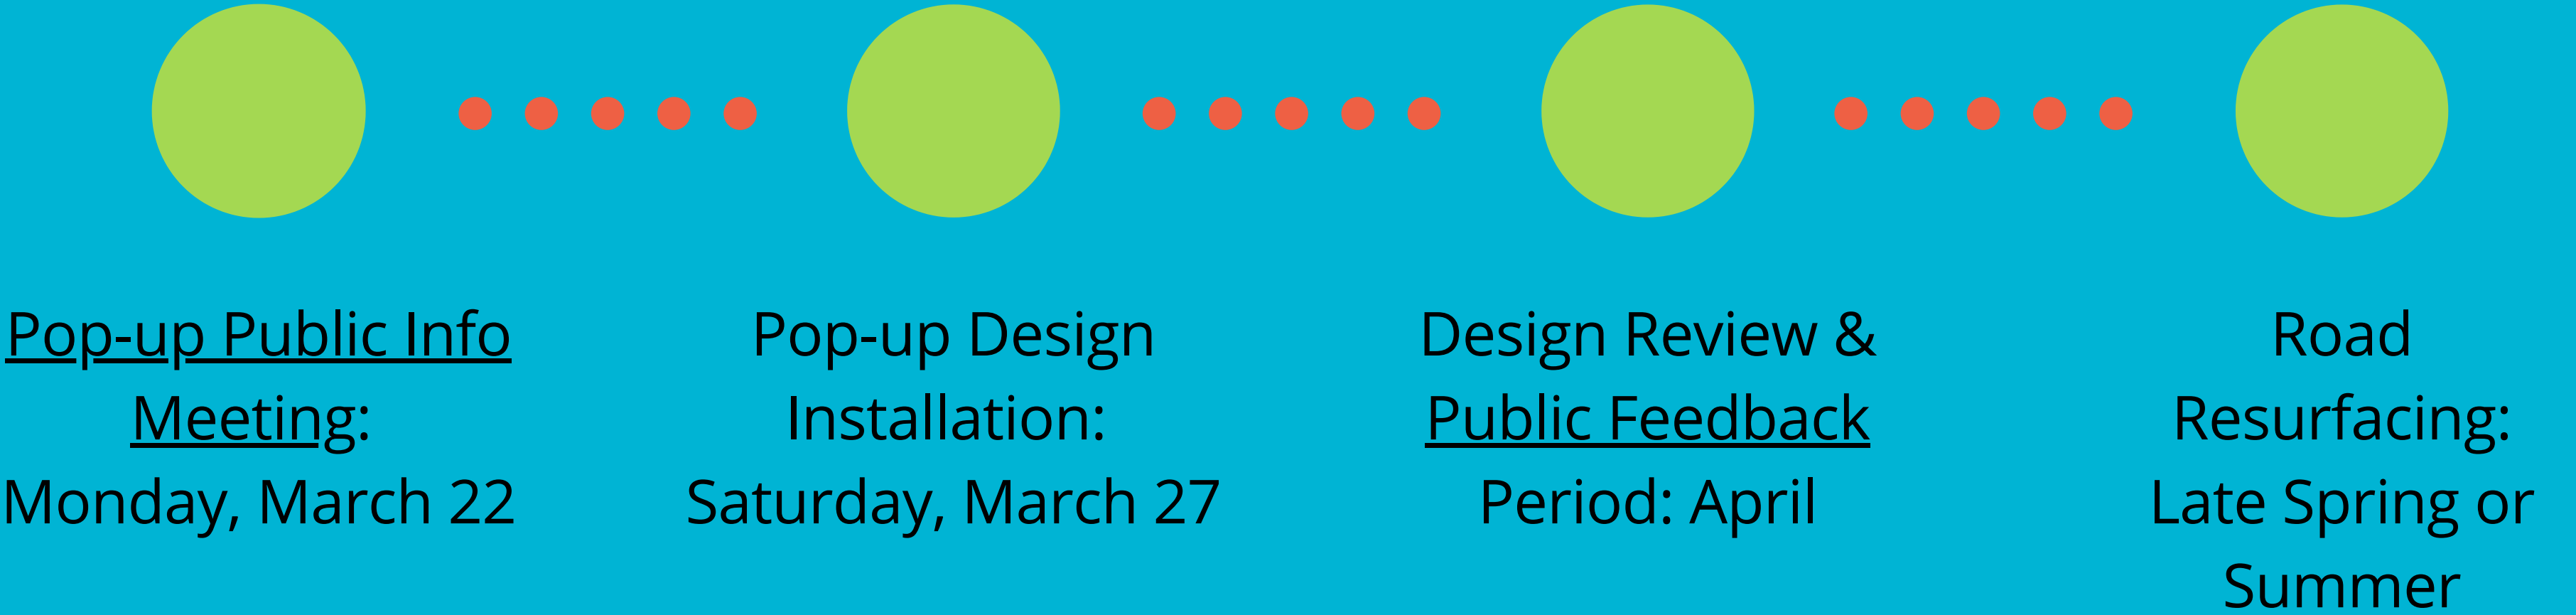 Pop-up Public Info
Meeting:
Monday, March 22
Pop-up Design
Installation:
Saturday, March 27
Design Review &
Public Feedback
Period: April
Road
Resurfacing:
Late Spring or
Summer